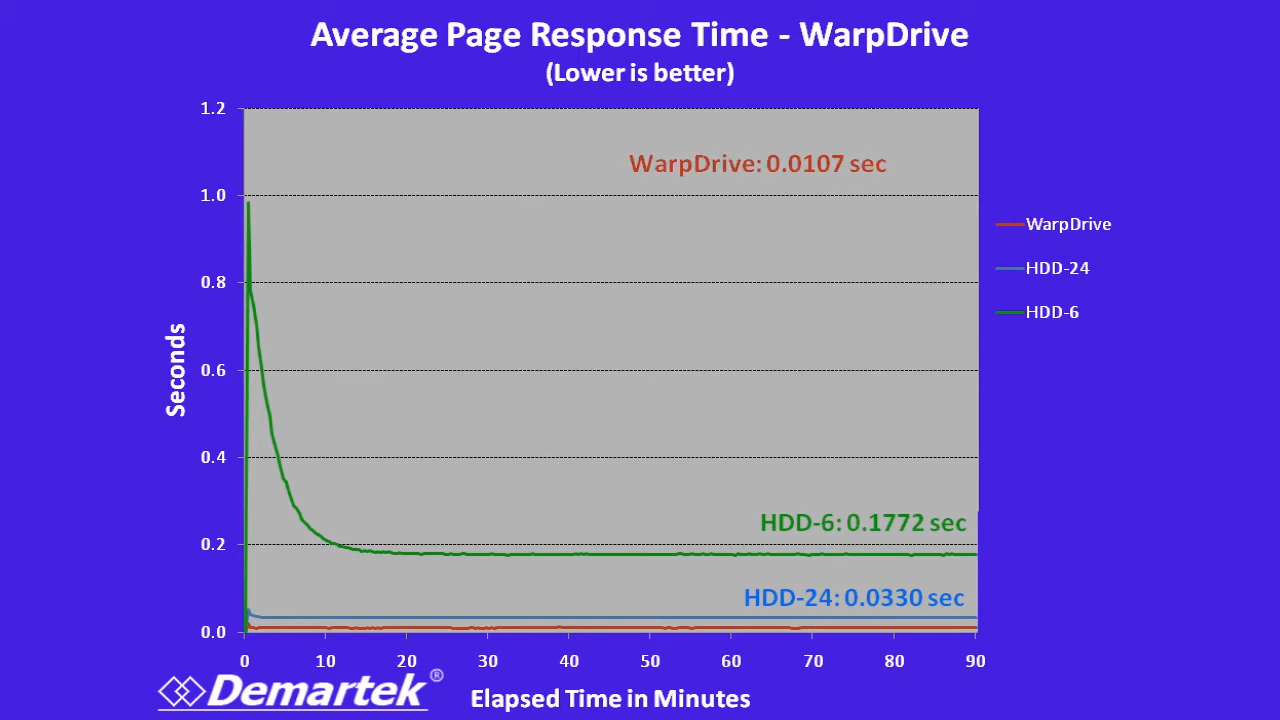 Average Page Response Time - WarpDrive
(Lower is better)
1.2
1.0
0.8
0.6
0.4
0.2
0.0
Seconds
WarpDrive: 0.0107 sec
HDD-6: 0.1772 sec
HDD-24: 0.0330 sec
WarpDrive
HDD-24
HDD-6
0 10 20 30 40 50 60 70 80 90
Elapsed Time in Minutes
Demartek®